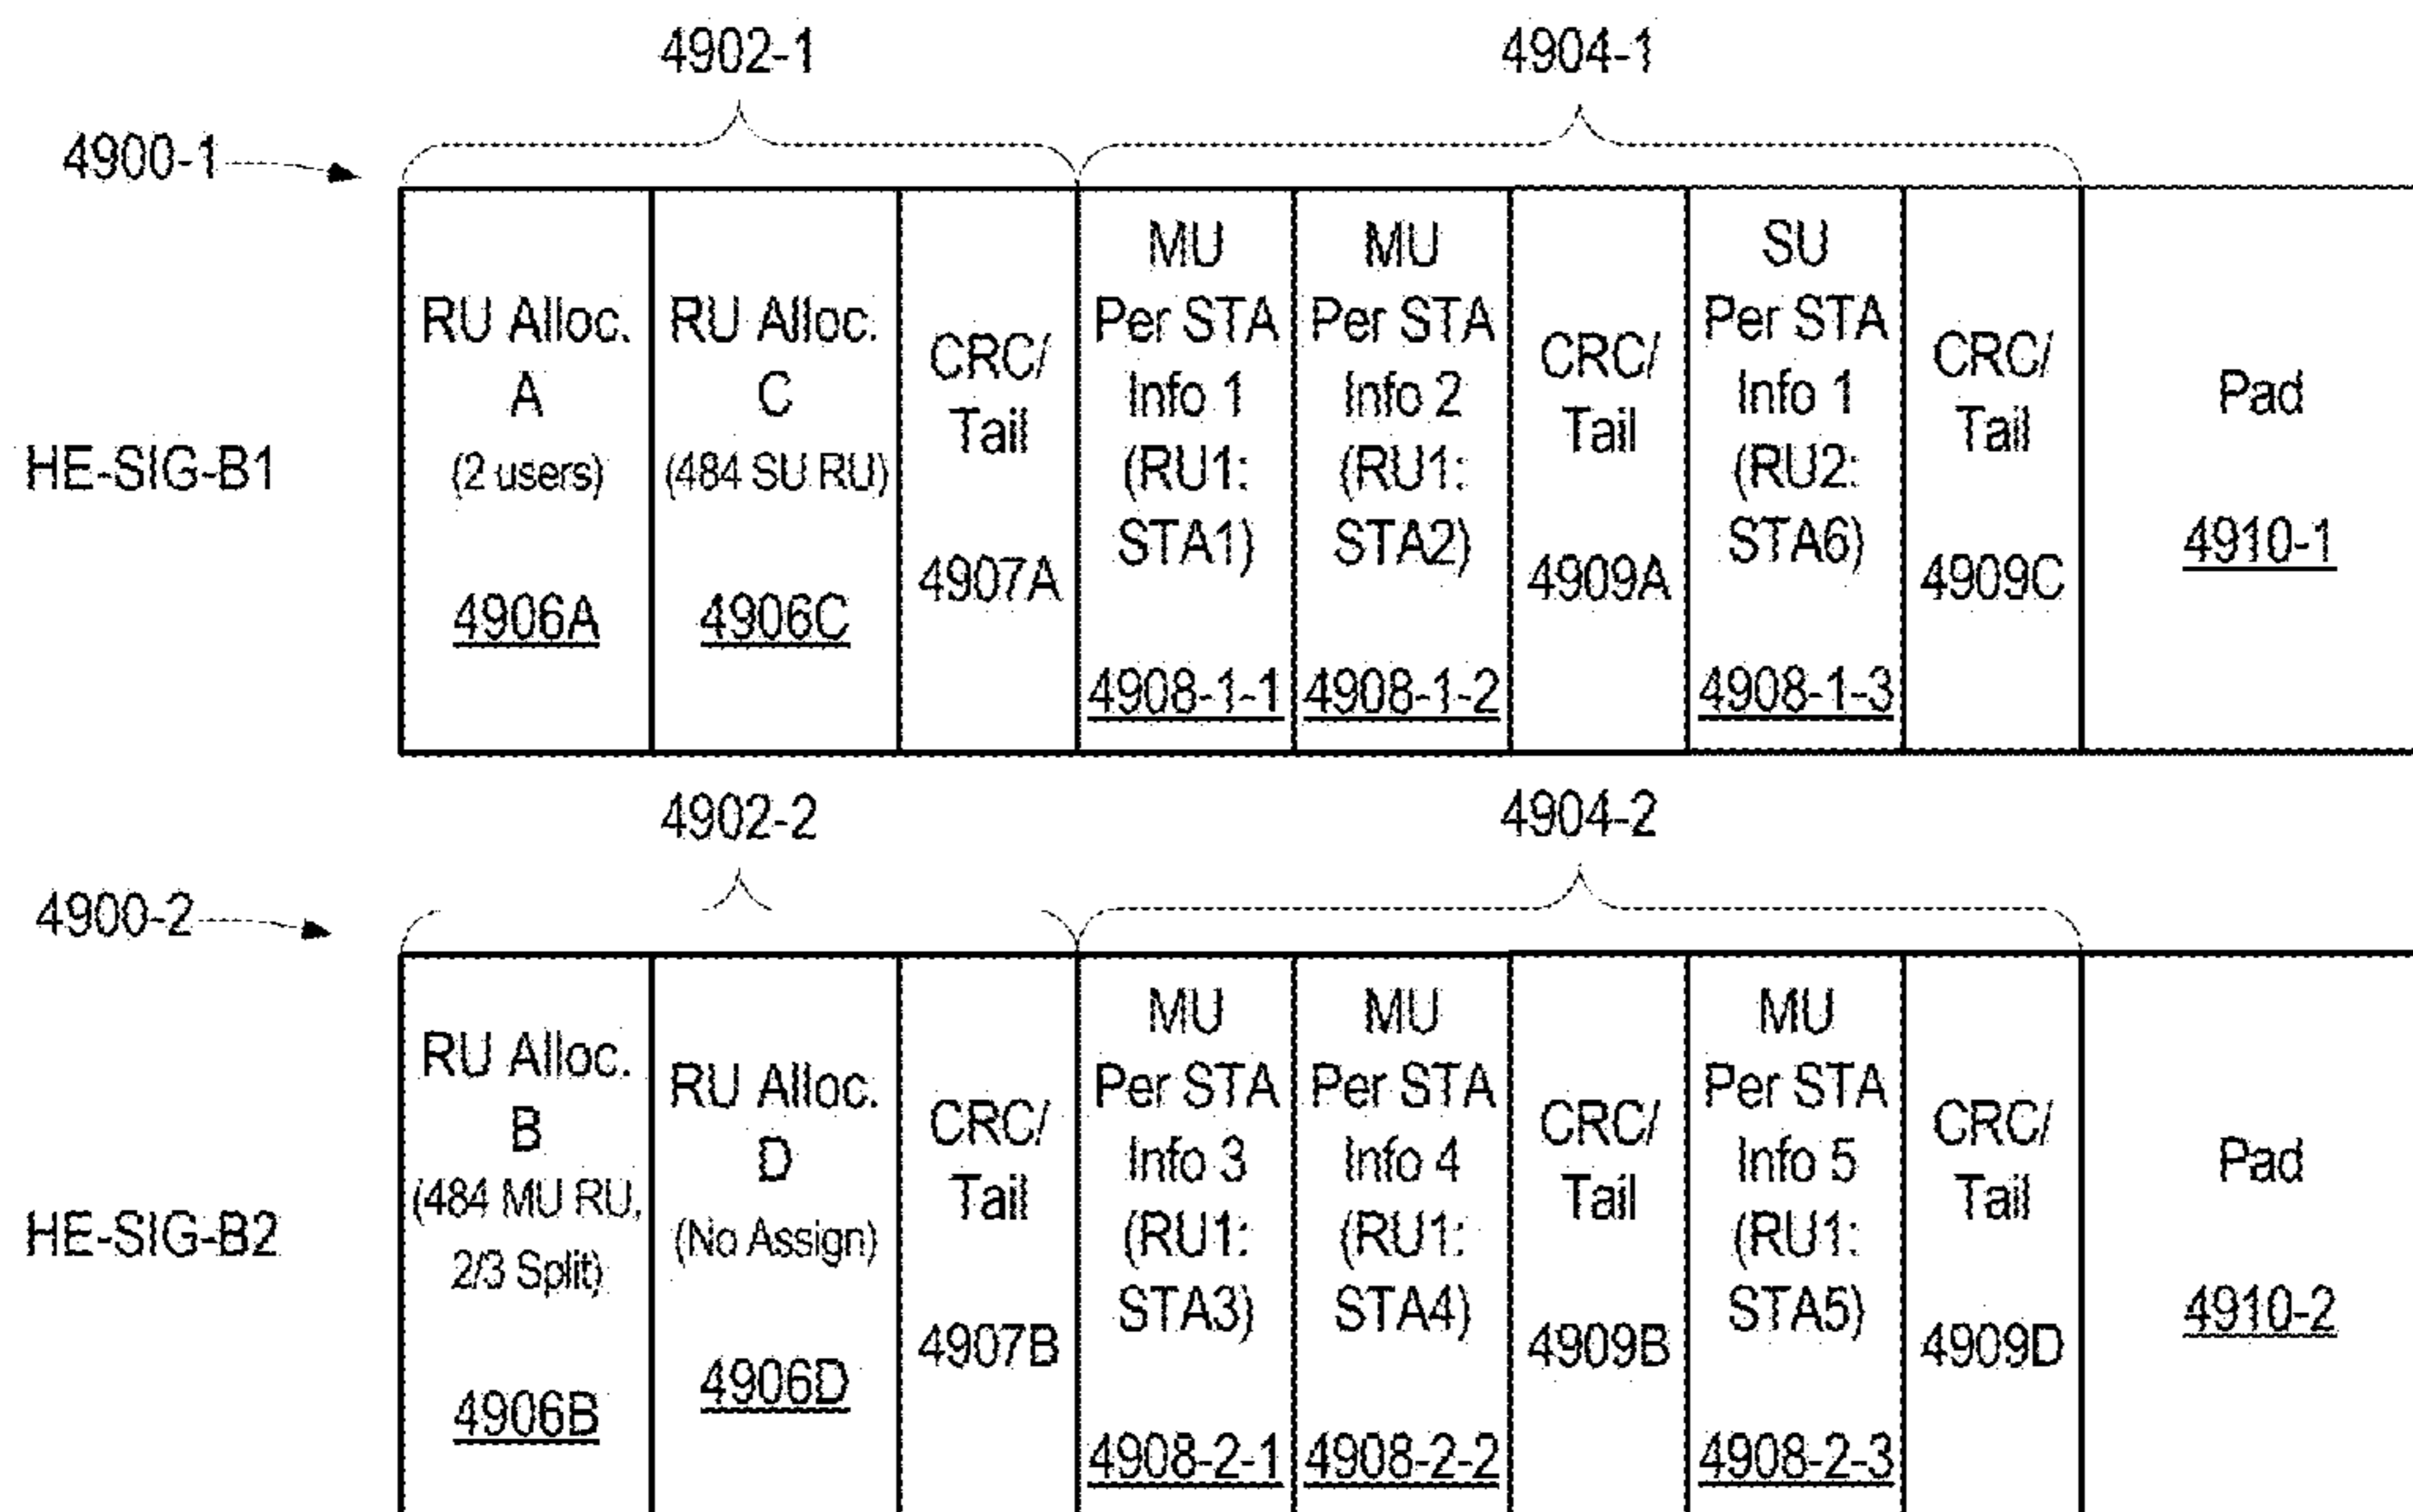 4902-1
4904-1
4900-1
HE-SIG-B1
RU Alloc.
A
(2 users)
4906A
RU Alloc.
C
(484 SU RU)
4906C
CRC/
Tail
4907A
MU
Per STA
Info 1
(RU1:
STA1)
4908-1-1
MU
Per STA
Info 2
(RU1:
STA2)
4908-1-2
CRC/
Tail
4909A
SU
Per STA
Info 1
(RU2:
STA6)
4908-1-3
CRC/
Tail
4909C
Pad
4910-1
4902-2
4904-2
4900-2
HE-SIG-B2
RU Alloc.
B
(484 MU RU,
2/3 Split)
4906B
RU Alloc.
D
(No Assign)
4906D
CRC/
Tail
4907B
MU
Per STA
Info 3
(RU1:
STA3)
4908-2-1
MU
Per STA
Info 4
(RU1:
STA4)
4908-2-2
CRC/
Tail
4909B
MU
Per STA
Info 5
(RU1:
STA5)
4908-2-3
CRC/
Tail
4909D
Pad
4910-2